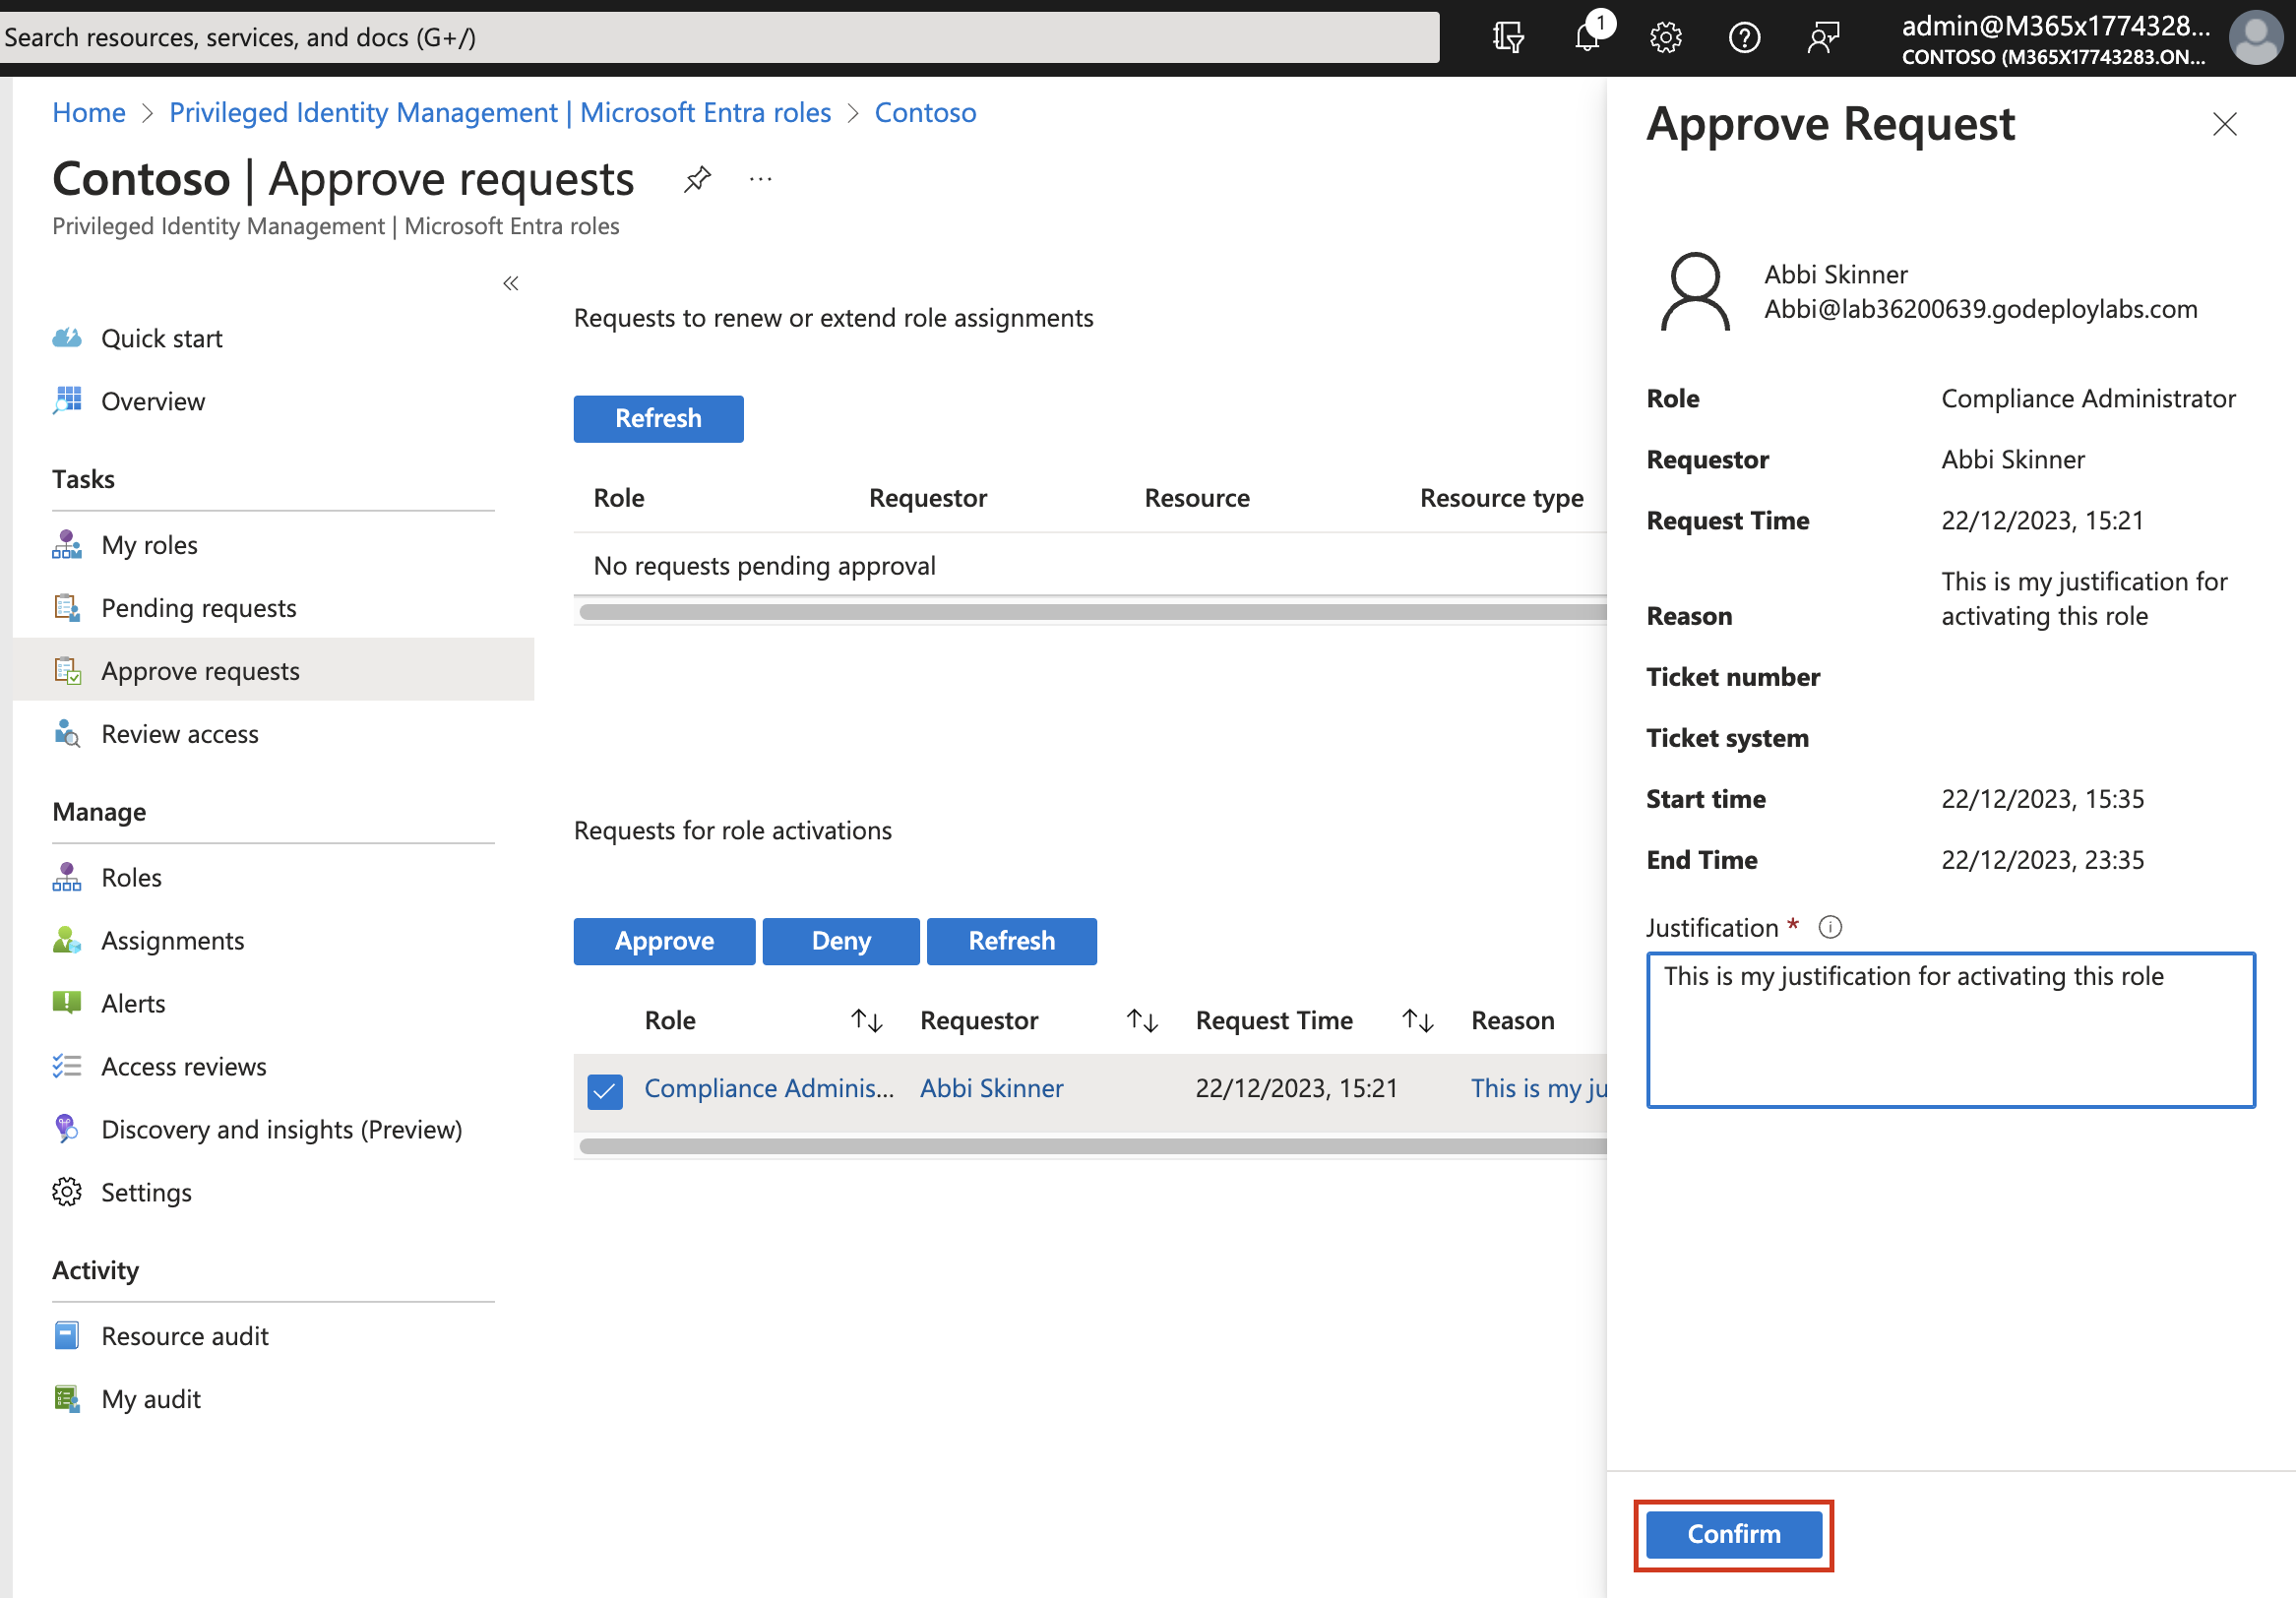 Search resources, services, and docs (G+/)
1
admin@M365x1774328...
CONTOSO (M365X17743283.ON...
Home > Privileged Identity Management | Microsoft Entra roles > Contoso
Contoso | Approve requests
...
Privileged Identity Management | Microsoft Entra roles
«
Quick start
Overview
Tasks
My roles
Pending requests
Approve requests
Review access
Manage
Roles
Assignments
Alerts
Access reviews
Discovery and insights (Preview)
Settings
Activity
Resource audit
My audit
Requests to renew or extend role assignments
Refresh
Role Requestor Resource Resource type
No requests pending approval
Requests for role activations
Approve Deny Refresh
Role Requestor Request Time Reason
Compliance Adminis... Abbi Skinner 22/12/2023, 15:21 This is my ju
Approve Request
Abbi Skinner
Abbi@lab36200639.godeploylabs.com
Role Compliance Administrator
Requestor Abbi Skinner
Request Time 22/12/2023, 15:21
This is my justification for
Reason activating this role
Ticket number
Ticket system
Start time 22/12/2023, 15:35
End Time 22/12/2023, 23:35
Justification *
This is my justification for activating this role
Confirm